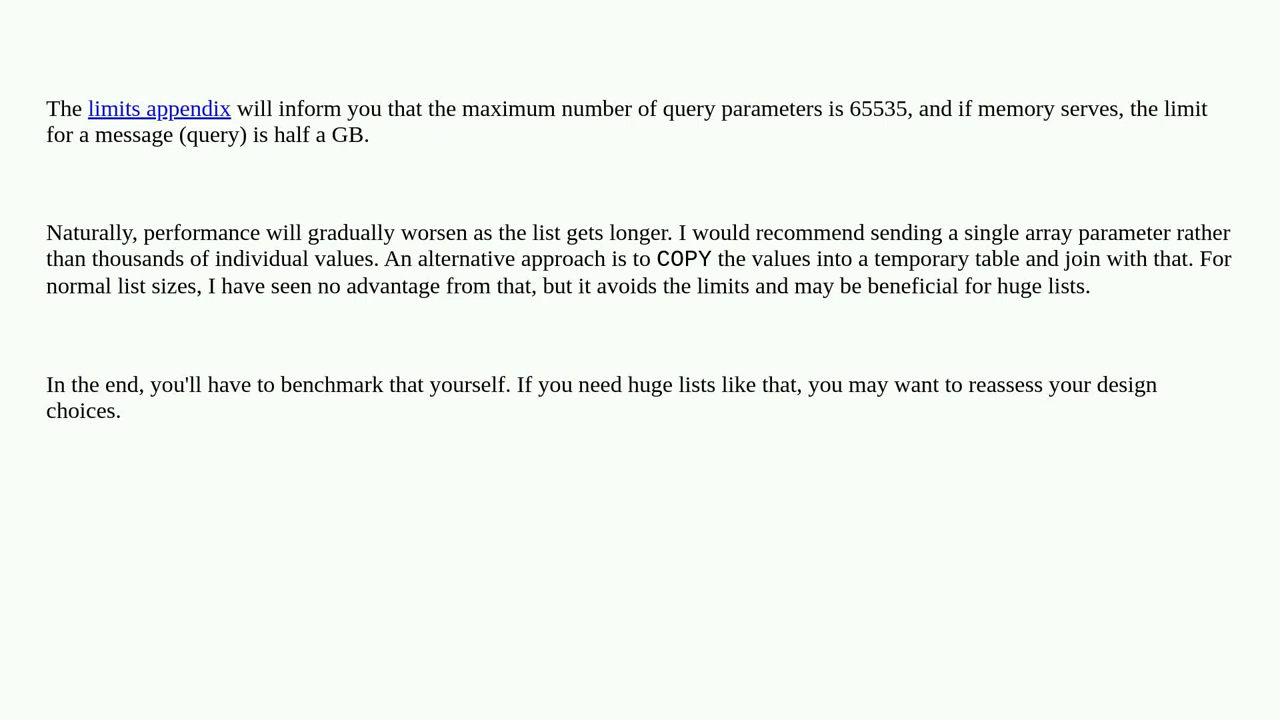 The limits appendix will inform you that the maximum number of query parameters is 65535, and if memory serves, the limit
for a message (query) is half a GB.
Naturally, performance will gradually worsen as the list gets longer. I would recommend sending a single array parameter rather
than thousands of individual values. An alternative approach is to COPY the values into a temporary table and join with that. For
normal list sizes, I have seen no advantage from that, but it avoids the limits and may be beneficial for huge lists.
In the end, you'll have to benchmark that yourself. If you need huge lists like that, you may want to reassess your design
choices.